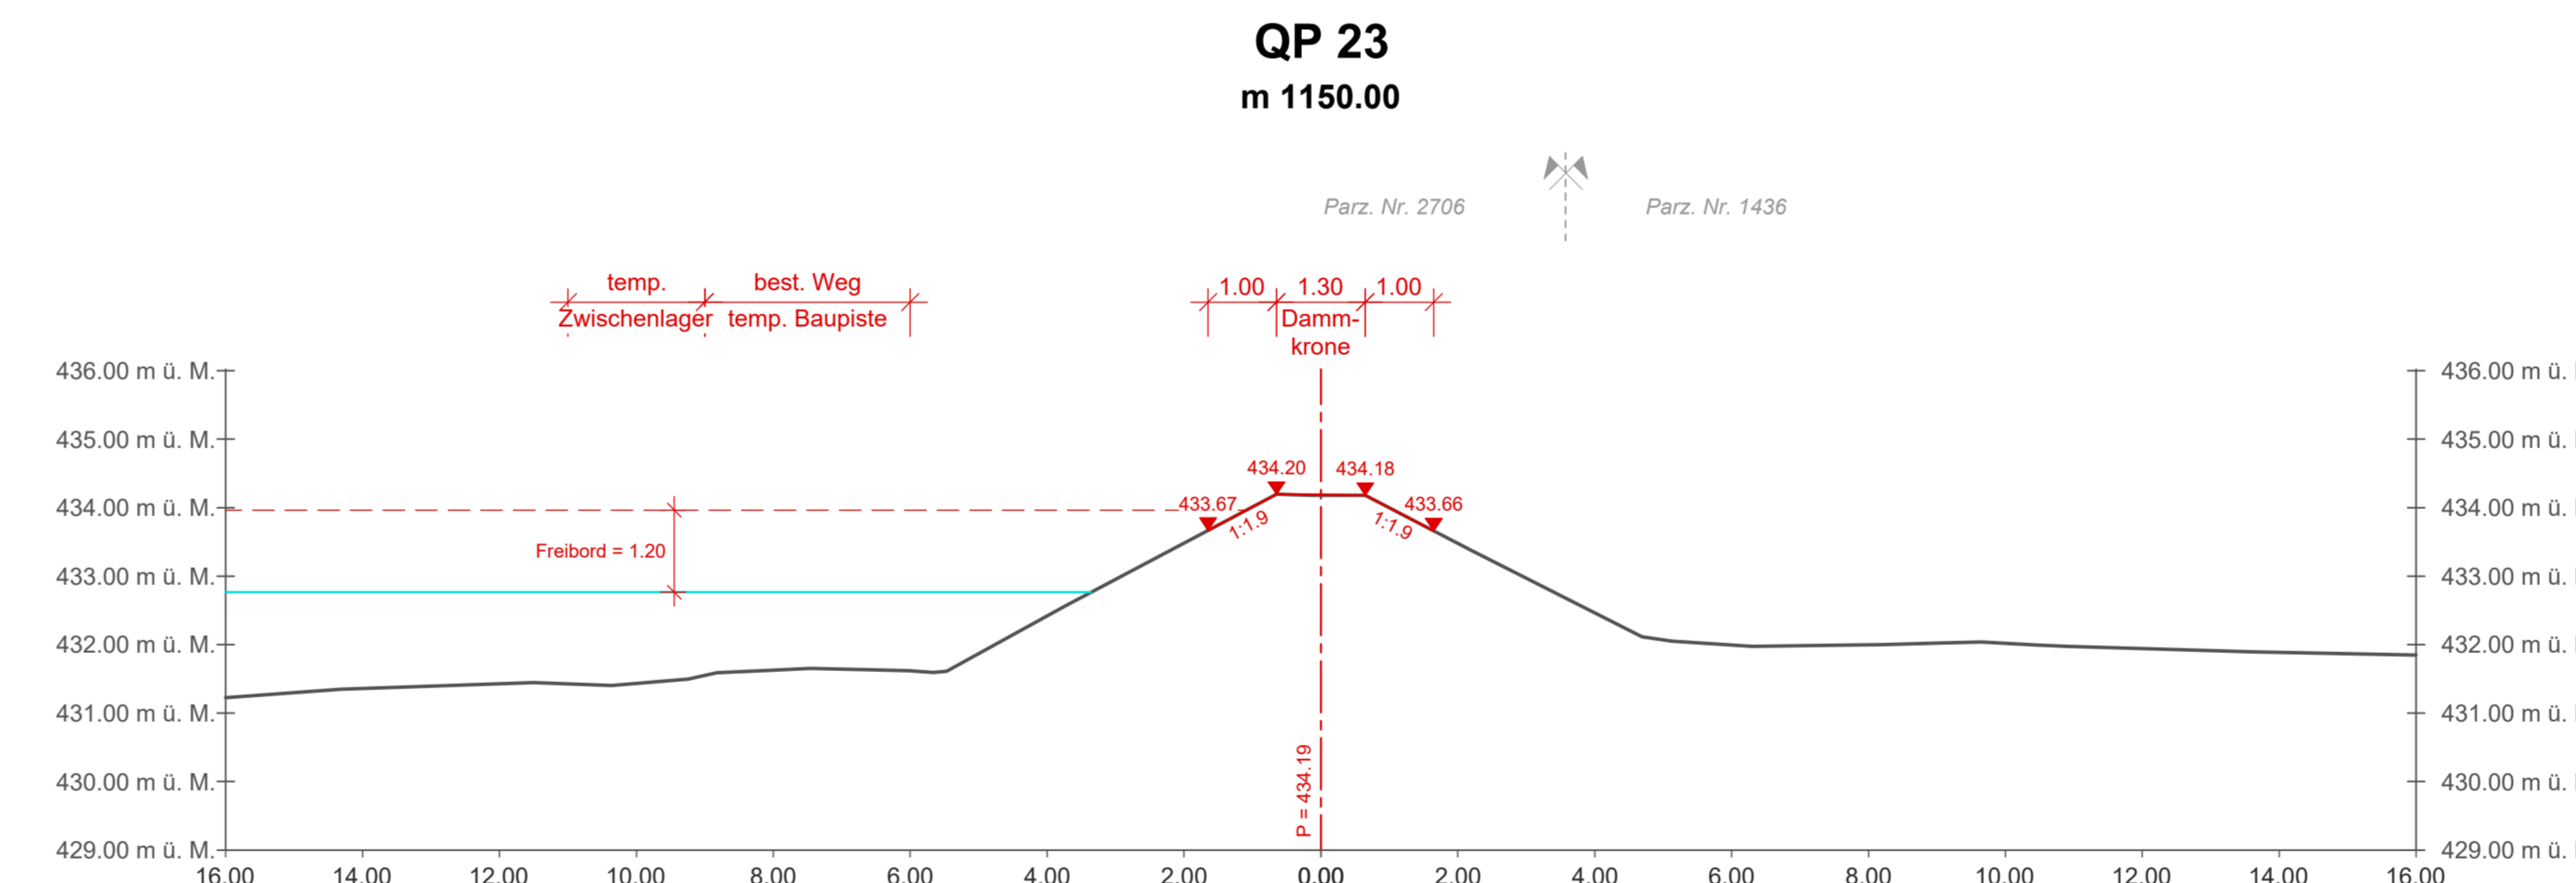 QP 23
m 1150.00
Parz. Nr. 2706
Parz. Nr. 1436
temp.
Zwischenlager
best. Weg
temp. Baupiste
1.00
1.30
1.00
Damm-
krone
436.00 m ü. M.
435.00 m ü. M.
434.00 m ü. M.
433.00 m ü. M.
432.00 m ü. M.
431.00 m ü. M.
430.00 m ü. M.
429.00 m ü. M.
434.20
434.18
433.67
433.66
1:1.9
1:1.9
Freibord = 1.20
P = 434.19
436.00 m ü.
435.00 m ü.
434.00 m ü.
433.00 m ü.
432.00 m ü.
431.00 m ü.
430.00 m ü.
429.00 m ü.
16.00 14.00 12.00 10.00 8.00 6.00 4.00 2.00 0.00 2.00 4.00 6.00 8.00 10.00 12.00 14.00 16.00